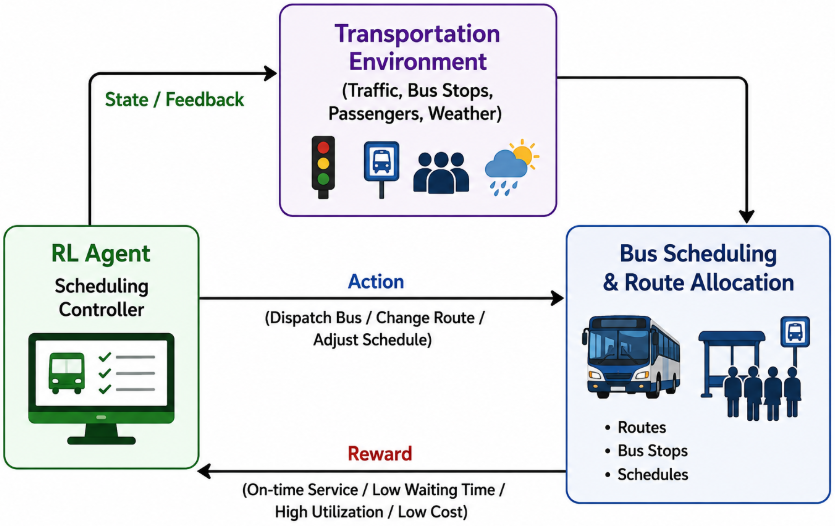 Transportation
Environment
(Traffic, Bus Stops,
Passengers, Weather)
State / Feedback
RL Agent
Scheduling
Controller
Action
(Dispatch Bus / Change Route /
Adjust Schedule)
Bus Scheduling
& Route Allocation
• Routes
• Bus Stops
• Schedules
Reward
(On-time Service / Low Waiting Time /
High Utilization / Low Cost)